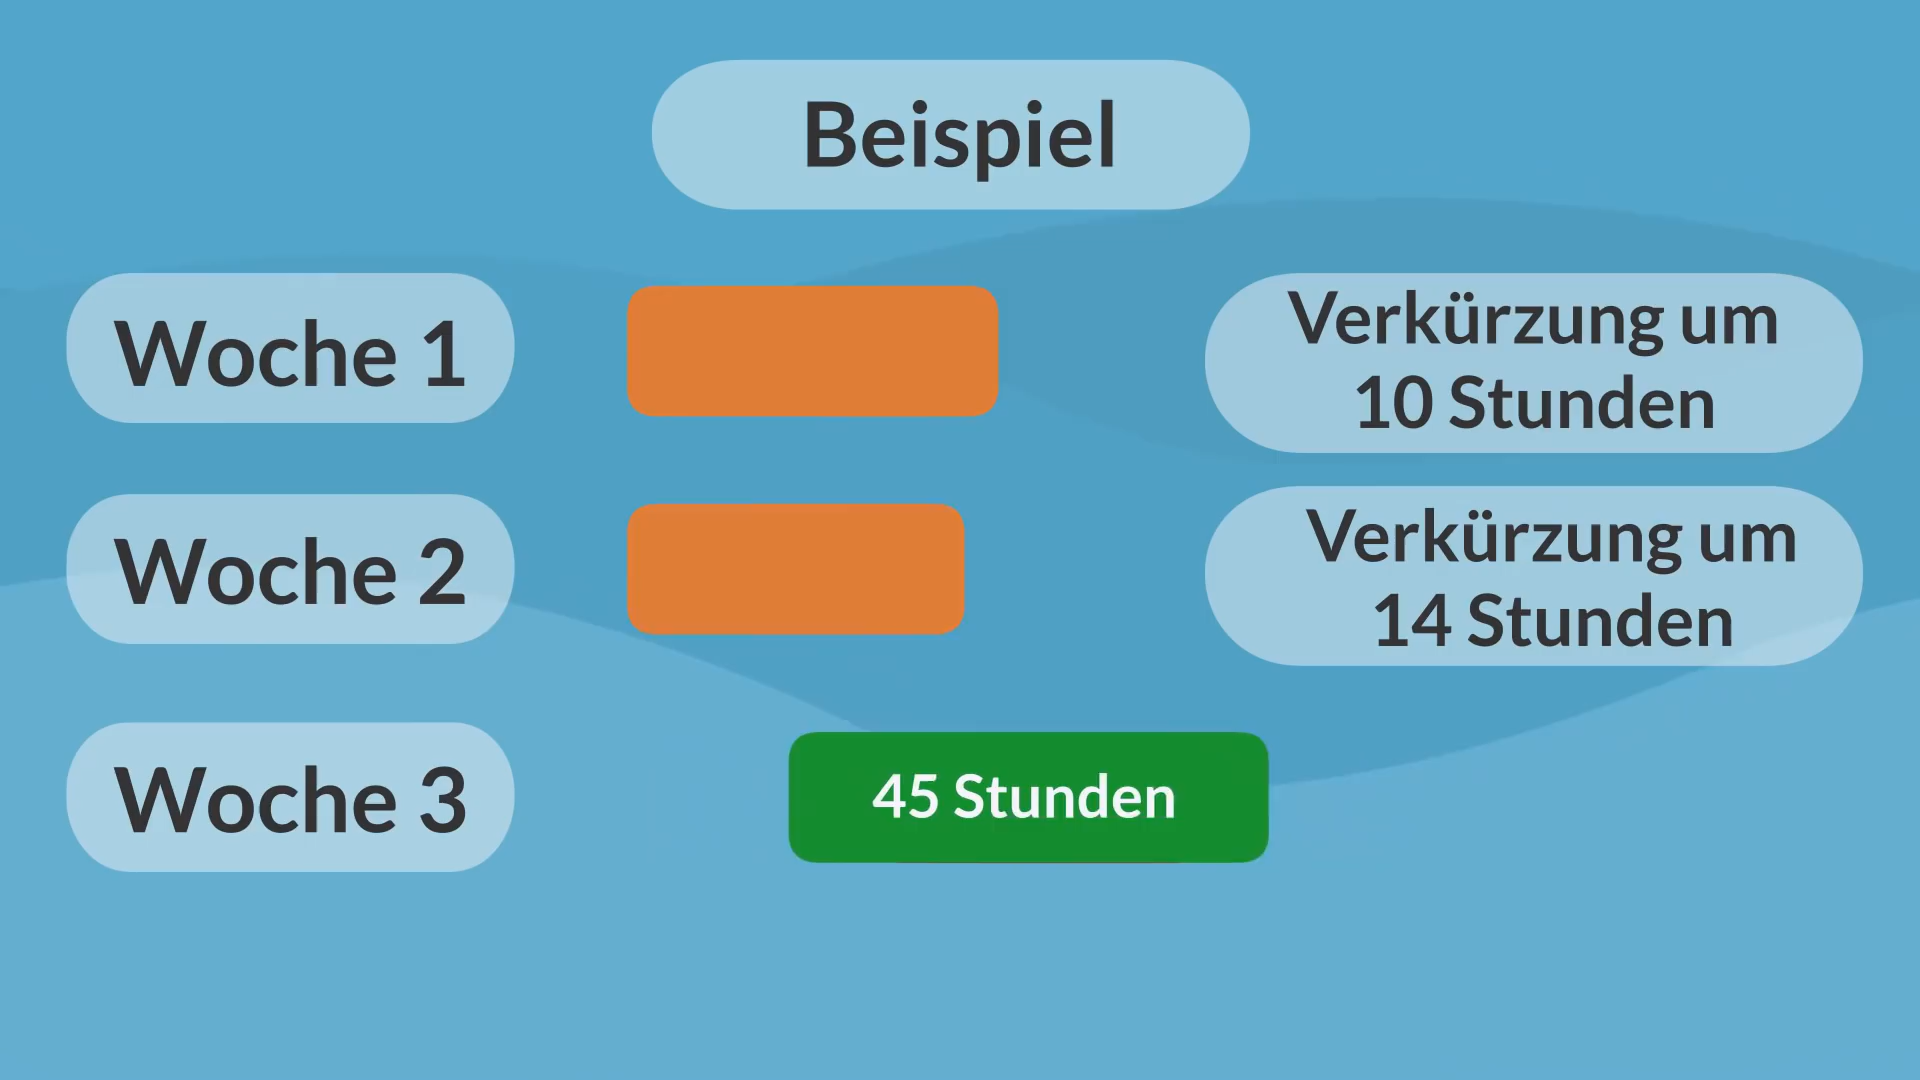 Beispiel
Woche 1
Verkürzung um
10 Stunden
Woche 2
Verkürzung um
14 Stunden
Woche 3
45 Stunden